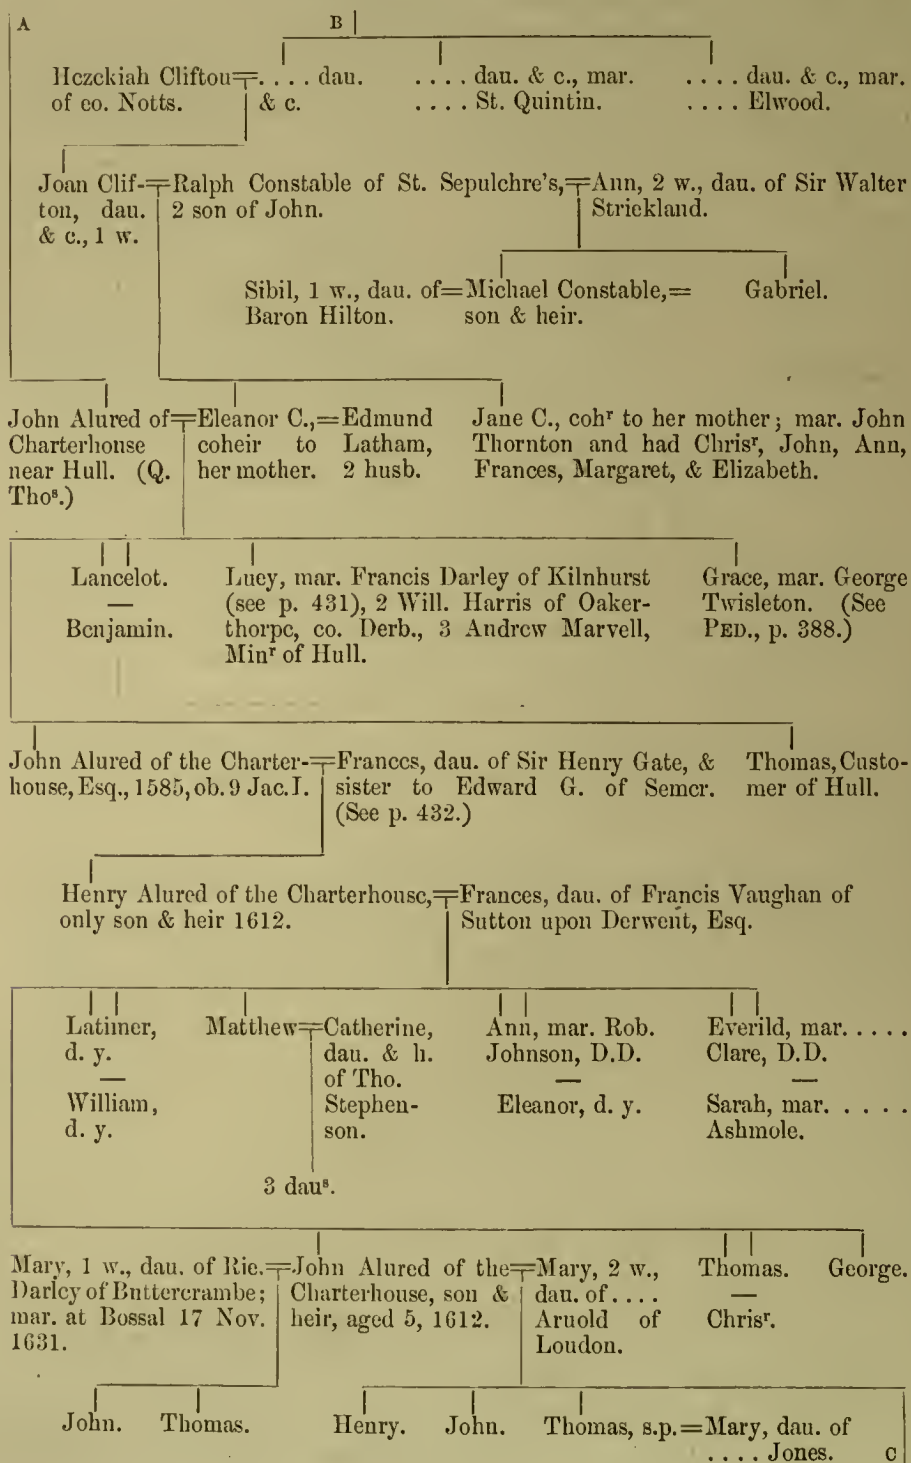 A B
Hezekiah Clifton=.... dau. .... dau. & c., mar. .... dau. & c., mar.
of co. Notts. & c. .... St. Quintin. .... Elwood.
Joan Clif-=Ralph Constable of St. Sepulchre's,=Ann, 2 w., dau. of Sir Walter
ton, dau. 2 son of John. Strickland.
& c., 1 w.
Sibil, 1 w., dau. of=Michael Constable,= Gabriel.
Baron Hilton. son & heir.
John Alured of=Eleanor C.,=Edmund Jane C., cohʳ to her mother; mar. John
Charterhouse coheir to Latham, Thornton and had Chrisʳ, John, Ann,
near Hull. (Q. her mother. 2 husb. Frances, Margaret, & Elizabeth.
Thoˢ.)
Lancelot. Lucy, mar. Francis Darley of Kilnhurst Grace, mar. George
— (see p. 431), 2 Will. Harris of Oaker- Twisleton. (See
Benjamin. thorpe, co. Derb., 3 Andrew Marvell, PED., p. 388.)
Minʳ of Hull.
John Alured of the Charter-=Frances, dau. of Sir Henry Gate, & Thomas, Custo-
house, Esq., 1585, ob. 9 Jac. I. sister to Edward G. of Semer. mer of Hull.
(See p. 432.)
Henry Alured of the Charterhouse,=Frances, dau. of Francis Vaughan of
only son & heir 1612. Sutton upon Derwent, Esq.
Latimer, Matthew=Catherine, Ann, mar. Rob. Everild, mar. ....
d. y. dau. & h. Johnson, D.D. Clare, D.D.
— of Tho. — —
William, Stephen- Eleanor, d. y. Sarah, mar. .....
d. y. son. Ashmole.
3 dauˢ.
Mary, 1 w., dau. of Ric.=John Alured of the=Mary, 2 w., Thomas. George.
Darley of Buttercrambe; Charterhouse, son & dau. of .... —
mar. at Bossal 17 Nov. heir, aged 5, 1612. Arnold of Chrisʳ.
1631. London.
John. Thomas. Henry. John. Thomas, s.p.=Mary, dau. of
.... Jones. C